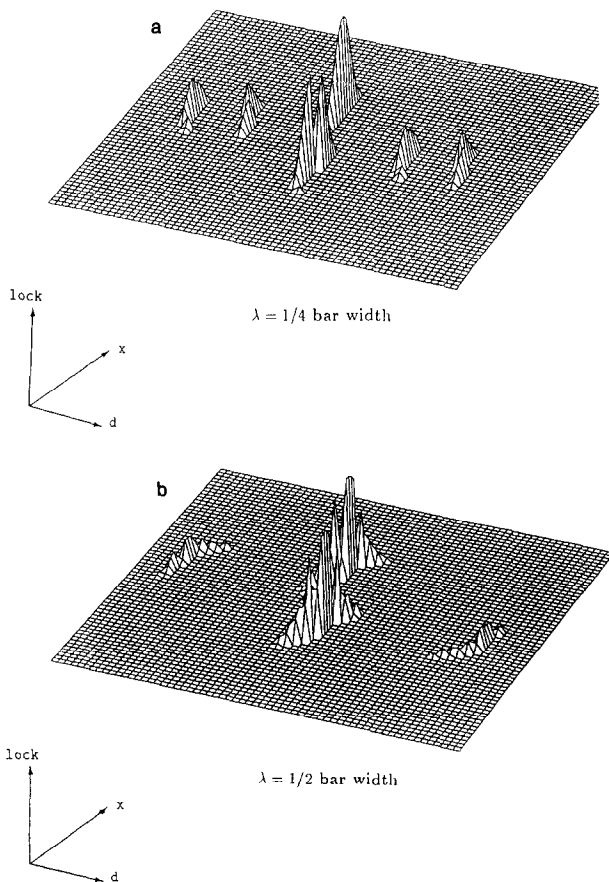 a
lock
x
d
λ = 1/4 bar width
b
lock
x
d
λ = 1/2 bar width